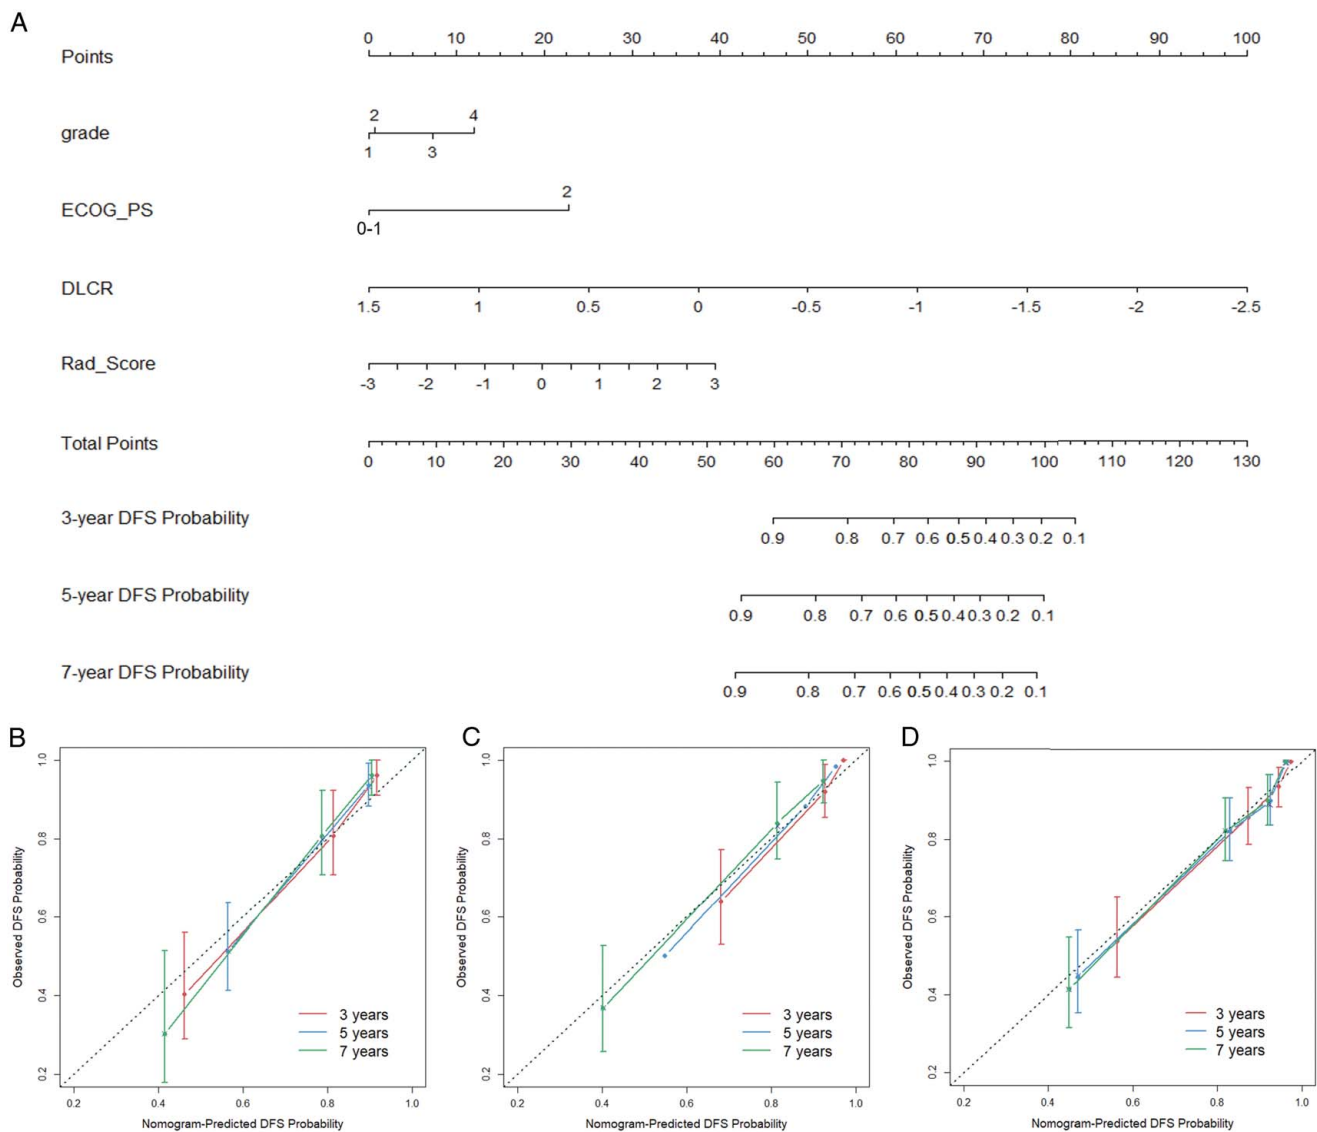 A
Points
0 10 20 30 40 50 60 70 80 90 100
grade
2 4
1 3
ECOG_PS
2
0-1
DLCR
1.5 1 0.5 0 -0.5 -1 -1.5 -2 -2.5
Rad_Score
-3 -2 -1 0 1 2 3
Total Points
0 10 20 30 40 50 60 70 80 90 100 110 120 130
3-year DFS Probability
0.9 0.8 0.7 0.6 0.5 0.4 0.3 0.2 0.1
5-year DFS Probability
0.9 0.8 0.7 0.6 0.5 0.4 0.3 0.2 0.1
7-year DFS Probability
0.9 0.8 0.7 0.6 0.5 0.4 0.3 0.2 0.1
B
Observed DFS Probability
1.0
0.8
0.6
0.4
0.2
3 years
5 years
7 years
0.2 0.4 0.6 0.8 1.0
Nomogram-Predicted DFS Probability
C
Observed DFS Probability
1.0
0.8
0.6
0.4
0.2
3 years
5 years
7 years
0.2 0.4 0.6 0.8 1.0
Nomogram-Predicted DFS Probability
D
Observed DFS Probability
1.0
0.8
0.6
0.4
0.2
3 years
5 years
7 years
0.2 0.4 0.6 0.8 1.0
Nomogram-Predicted DFS Probability